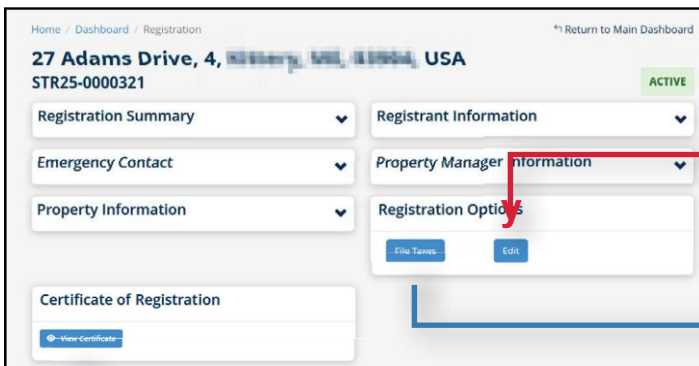 Home / Dashboard / Registration
Return to Main Dashboard
27 Adams Drive, 4, USA
STR25-0000321
ACTIVE
Registration Summary
Registrant Information
Emergency Contact
Property Manager Information
Property Information
Registration Options
File Taxes
Edit
Certificate of Registration
View Certificate